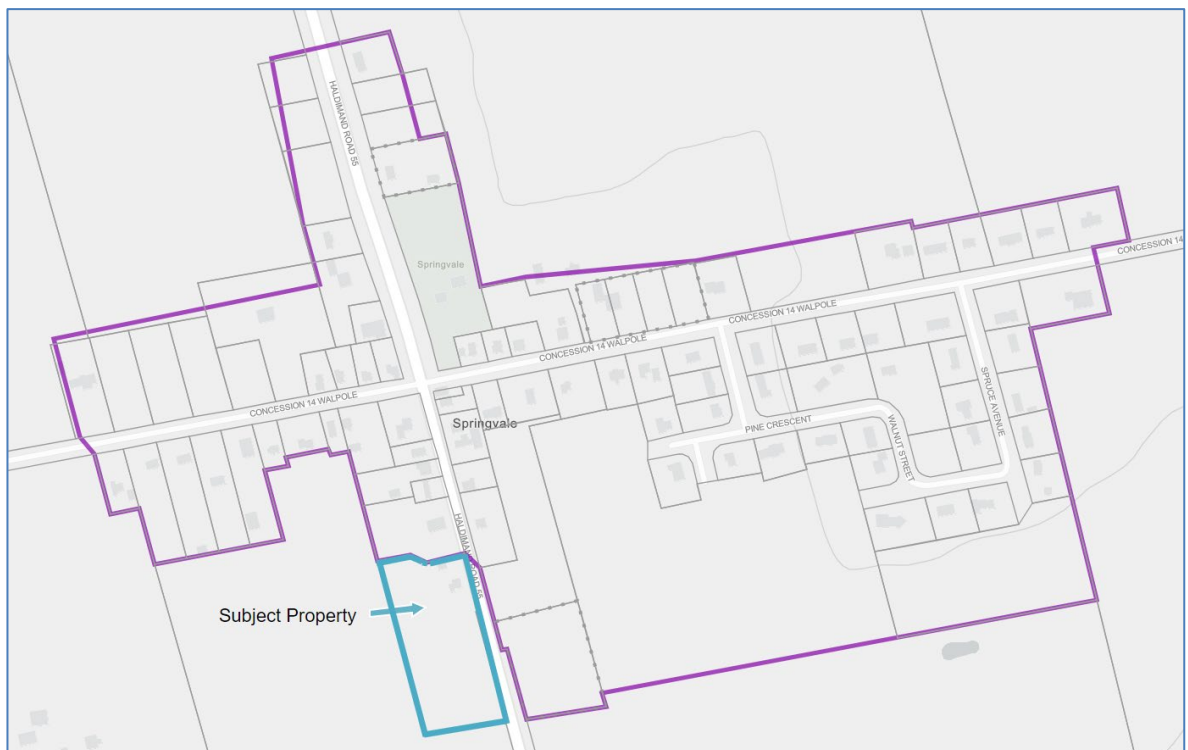 HALDIMAND ROAD 55
Springvale
CONCESSION 14
CONCESSION 14 WALPOLE
CONCESSION 14 WALPOLE
CONCESSION 14 WALPOLE
SPRUCE AVENUE
Springvale
PINE CRESCENT
WALNUT STREET
HALDIMAND ROAD 55
Subject Property